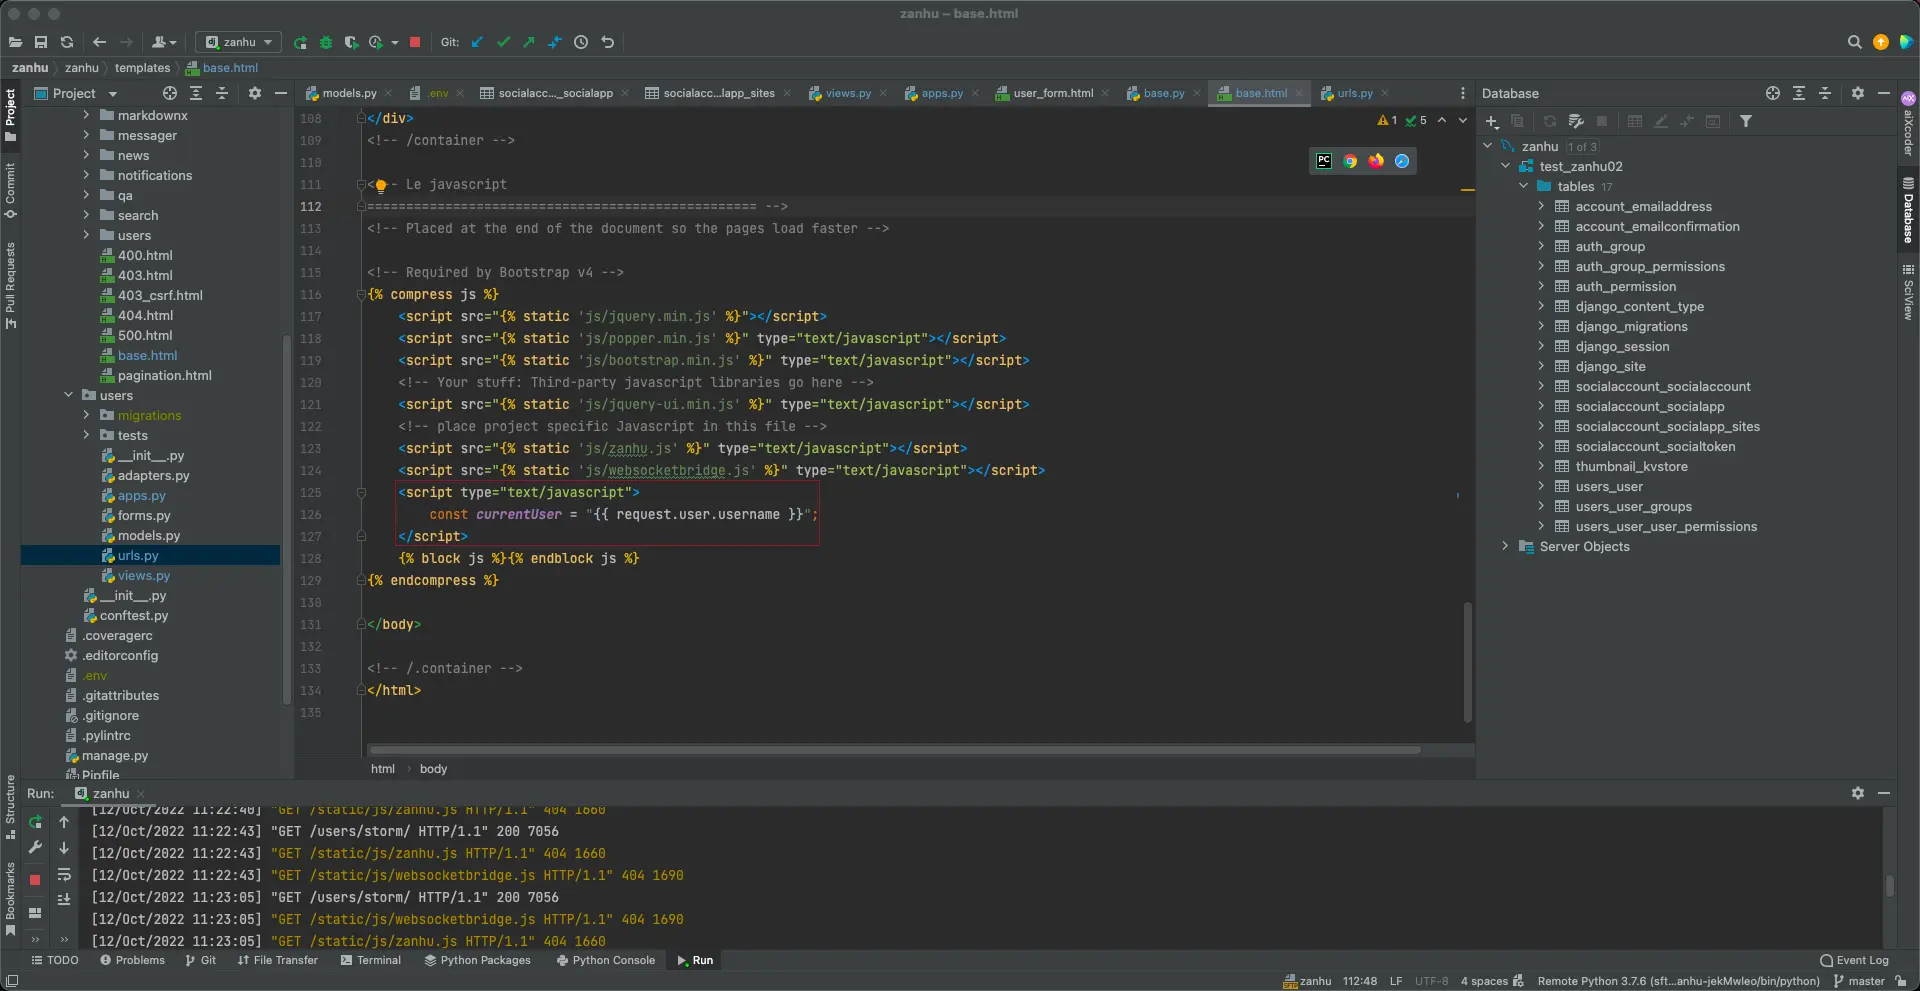 zanhu – base.html
zanhu
Git:
zanhu
zanhu
templates
base.html
Project
models.py
.env
socialacc..._socialapp
socialacc...lapp_sites
views.py
apps.py
user_form.html
base.py
base.html
urls.py
Database
Project
Commit
Pull Requests
Structure
Bookmarks
markdownx
messager
news
notifications
qa
search
users
400.html
403.html
403_csrf.html
404.html
500.html
base.html
pagination.html
users
migrations
tests
__init__.py
adapters.py
apps.py
forms.py
models.py
urls.py
views.py
__init__.py
conftest.py
.coveragerc
.editorconfig
.env
.gitattributes
.gitignore
.pylintrc
manage.py
Pipfile
1 5
108 </div>
109 <!-- /container -->
110
111 < -- Le javascript
112 ================================================== -->
113 <!-- Placed at the end of the document so the pages load faster -->
114
115 <!-- Required by Bootstrap v4 -->
116 {% compress js %}
117 <script src="{% static 'js/jquery.min.js' %}"></script>
118 <script src="{% static 'js/popper.min.js' %}" type="text/javascript"></script>
119 <script src="{% static 'js/bootstrap.min.js' %}" type="text/javascript"></script>
120 <!-- Your stuff: Third-party javascript libraries go here -->
121 <script src="{% static 'js/jquery-ui.min.js' %}" type="text/javascript"></script>
122 <!-- place project specific Javascript in this file -->
123 <script src="{% static 'js/zanhu.js' %}" type="text/javascript"></script>
124 <script src="{% static 'js/websocketbridge.js' %}" type="text/javascript"></script>
125 <script type="text/javascript">
126 const currentUser = "{{ request.user.username }}";
127 </script>
128 {% block js %}{% endblock js %}
129 {% endcompress %}
130
131 </body>
132
133 <!-- /.container -->
134 </html>
135
html
body
zanhu 1 of 3
test_zanhu02
tables 17
account_emailaddress
account_emailconfirmation
auth_group
auth_group_permissions
auth_permission
django_content_type
django_migrations
django_session
django_site
socialaccount_socialaccount
socialaccount_socialapp
socialaccount_socialapp_sites
socialaccount_socialtoken
thumbnail_kvstore
users_user
users_user_groups
users_user_user_permissions
Server Objects
aiXcoder
Database
SciView
Run:
zanhu
[12/Oct/2022 11:22:40] "GET /static/js/zanhu.js HTTP/1.1" 404 1660
[12/Oct/2022 11:22:43] "GET /users/storm/ HTTP/1.1" 200 7056
[12/Oct/2022 11:22:43] "GET /static/js/zanhu.js HTTP/1.1" 404 1660
[12/Oct/2022 11:22:43] "GET /static/js/websocketbridge.js HTTP/1.1" 404 1690
[12/Oct/2022 11:23:05] "GET /users/storm/ HTTP/1.1" 200 7056
[12/Oct/2022 11:23:05] "GET /static/js/websocketbridge.js HTTP/1.1" 404 1690
[12/Oct/2022 11:23:05] "GET /static/js/zanhu.js HTTP/1.1" 404 1660
TODO
Problems
Git
File Transfer
Terminal
Python Packages
Python Console
Run
Event Log
zanhu
112:48
LF
UTF-8
4 spaces
Remote Python 3.7.6 (sft...anhu-jekMwleo/bin/python)
master